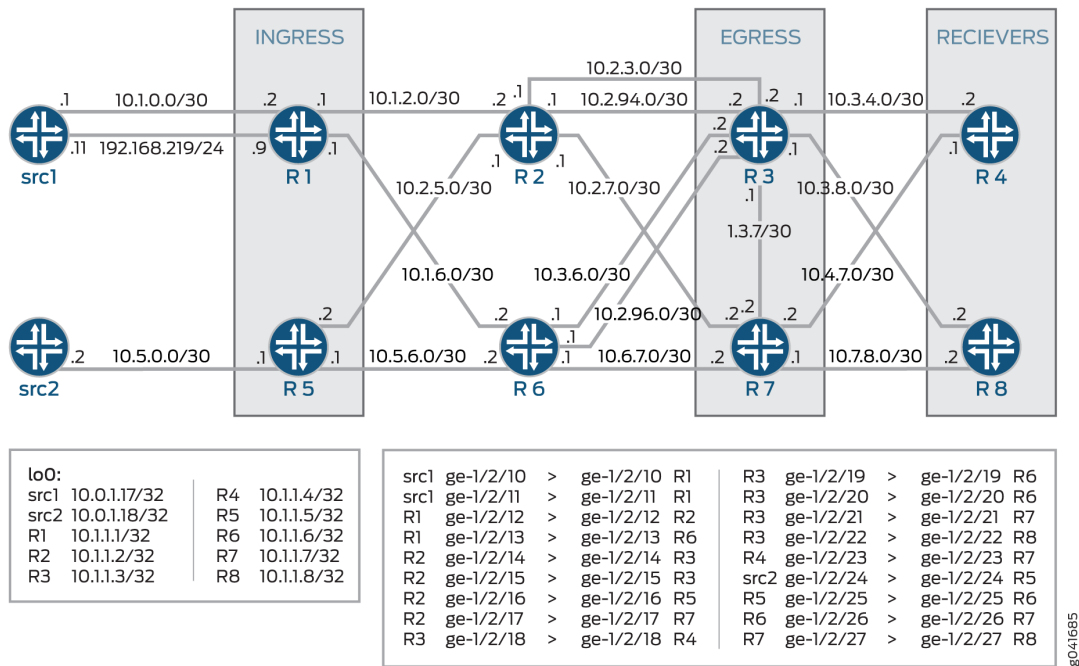 INGRESS
EGRESS
RECIEVERS
10.2.3.0/30
.1 10.1.0.0/30 .2 .1 10.1.2.0/30 .2 .1 .1 10.2.94.0/30 .2 .2 .1 10.3.4.0/30 .2
.2
.11 192.168.219/24 .9 .1 .1 .1 .2 .1 .1
src1 R 1 R 2 R 3 R 4
10.2.5.0/30 10.2.7.0/30 .1 10.3.8.0/30
1.3.7/30
10.1.6.0/30 10.3.6.0/30 10.4.7.0/30
10.2.96.0/30
.2 .2 .1 .2 .2 .2 .2
.1
.2 10.5.0.0/30 .1 .1 10.5.6.0/30 .2 .1 10.6.7.0/30 .2 .1 10.7.8.0/30 .2
src2 R 5 R 6 R 7 R 8
lo0:
src1 10.0.1.17/32 R4 10.1.1.4/32
src2 10.0.1.18/32 R5 10.1.1.5/32
R1 10.1.1.1/32 R6 10.1.1.6/32
R2 10.1.1.2/32 R7 10.1.1.7/32
R3 10.1.1.3/32 R8 10.1.1.8/32
src1 ge-1/2/10 > ge-1/2/10 R1 R3 ge-1/2/19 > ge-1/2/19 R6
src1 ge-1/2/11 > ge-1/2/11 R1 R3 ge-1/2/20 > ge-1/2/20 R6
R1 ge-1/2/12 > ge-1/2/12 R2 R3 ge-1/2/21 > ge-1/2/21 R7
R1 ge-1/2/13 > ge-1/2/13 R6 R3 ge-1/2/22 > ge-1/2/22 R8
R2 ge-1/2/14 > ge-1/2/14 R3 R4 ge-1/2/23 > ge-1/2/23 R7
R2 ge-1/2/15 > ge-1/2/15 R3 src2 ge-1/2/24 > ge-1/2/24 R5
R2 ge-1/2/16 > ge-1/2/16 R5 R5 ge-1/2/25 > ge-1/2/25 R6
R2 ge-1/2/17 > ge-1/2/17 R7 R6 ge-1/2/26 > ge-1/2/26 R7
R3 ge-1/2/18 > ge-1/2/18 R4 R7 ge-1/2/27 > ge-1/2/27 R8
g041685